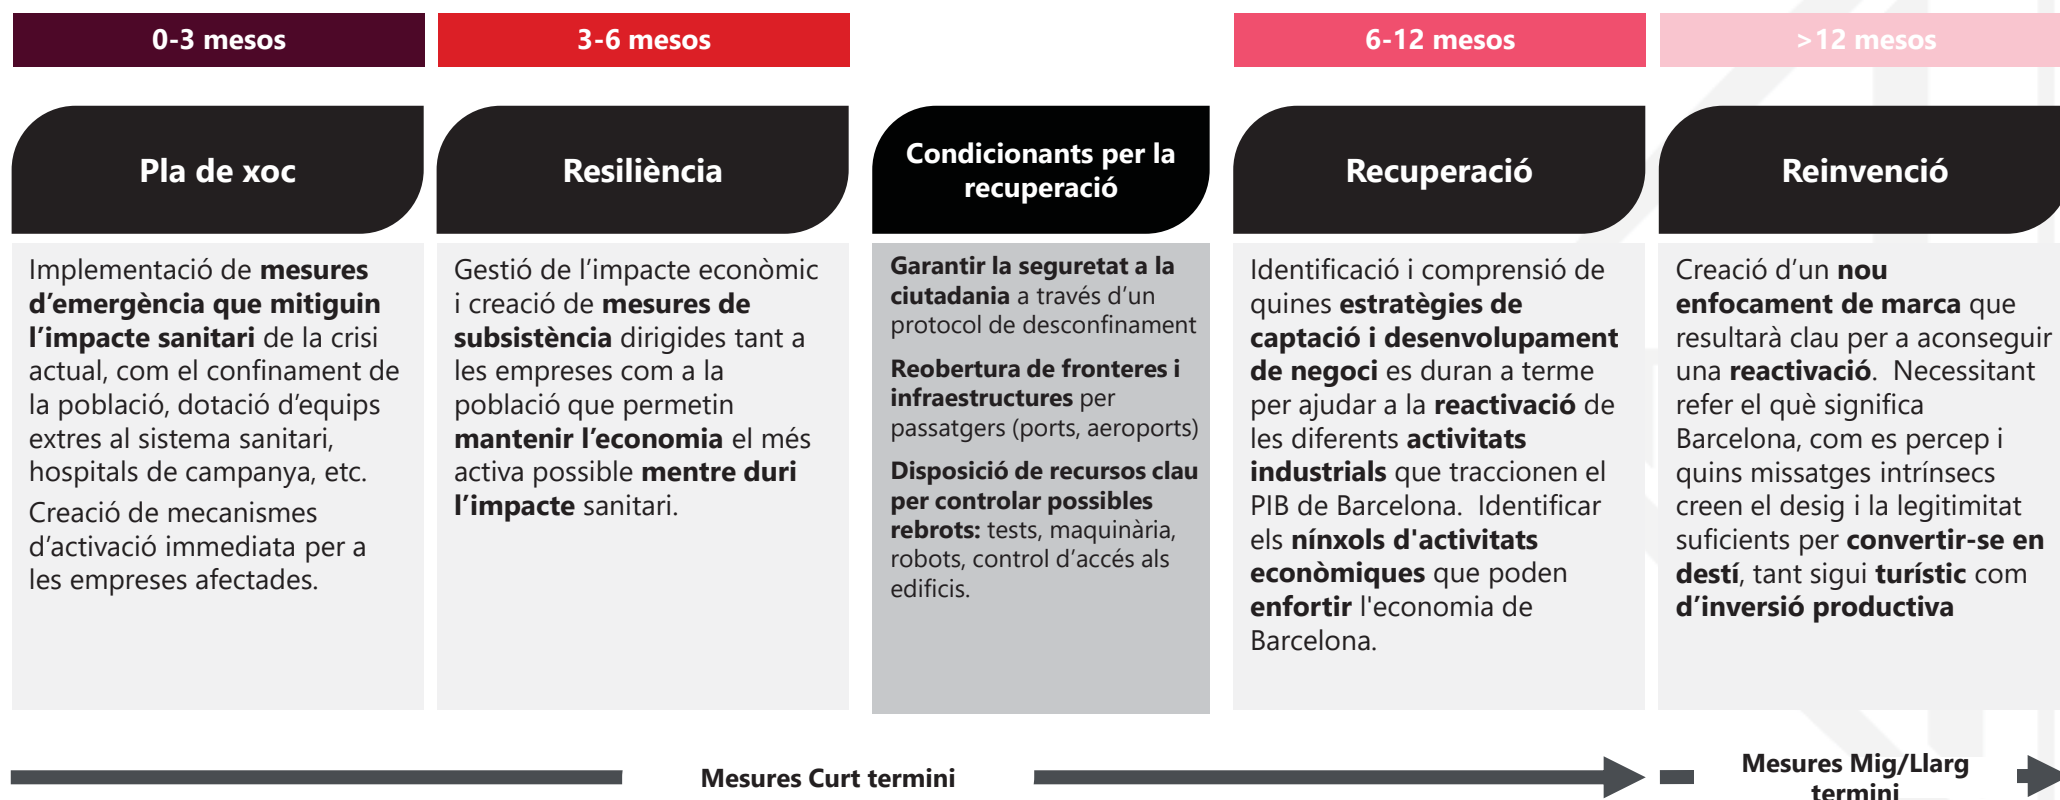 0-3 mesos
3-6 mesos
6-12 mesos
>12 mesos
Pla de xoc
Resiliència
Condicionants per la
recuperació
Recuperació
Reinvenció
Implementació de mesures
d’emergència que mitiguin
l’impacte sanitari de la crisi
actual, com el confinament de
la població, dotació d’equips
extres al sistema sanitari,
hospitals de campanya, etc.
Creació de mecanismes
d’activació immediata per a
les empreses afectades.
Gestió de l’impacte econòmic
i creació de mesures de
subsistència dirigides tant a
les empreses com a la
població que permetin
mantenir l’economia el més
activa possible mentre duri
l’impacte sanitari.
Garantir la seguretat a la
ciutadania a través d’un
protocol de desconfinament
Reobertura de fronteres i
infraestructures per
passatgers (ports, aeroports)
Disposició de recursos clau
per controlar possibles
rebrots: tests, maquinària,
robots, control d’accés als
edificis.
Identificació i comprensió de
quines estratègies de
captació i desenvolupament
de negoci es duran a terme
per ajudar a la reactivació de
les diferents activitats
industrials que traccionen el
PIB de Barcelona.  Identificar
els nínxols d'activitats
econòmiques que poden
enfortir l'economia de
Barcelona.
Creació d’un nou
enfocament de marca que
resultarà clau per a aconseguir
una reactivació.  Necessitant
refer el què significa
Barcelona, com es percep i
quins missatges intrínsecs
creen el desig i la legitimitat
suficients per convertir-se en
destí, tant sigui turístic com
d’inversió productiva
Mesures Curt termini
Mesures Mig/Llarg
termini